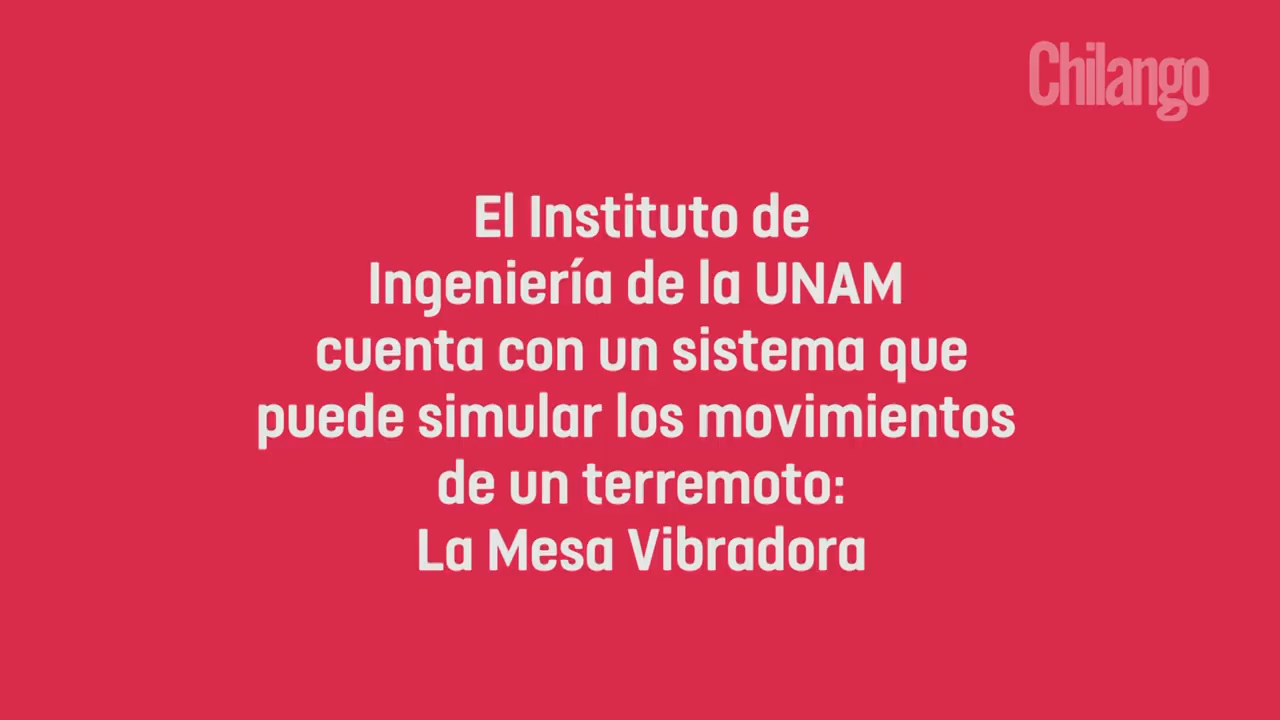 Chilango
El Instituto de
Ingeniería de la UNAM
cuenta con un sistema que
puede simular los movimientos
de un terremoto:
La Mesa Vibradora